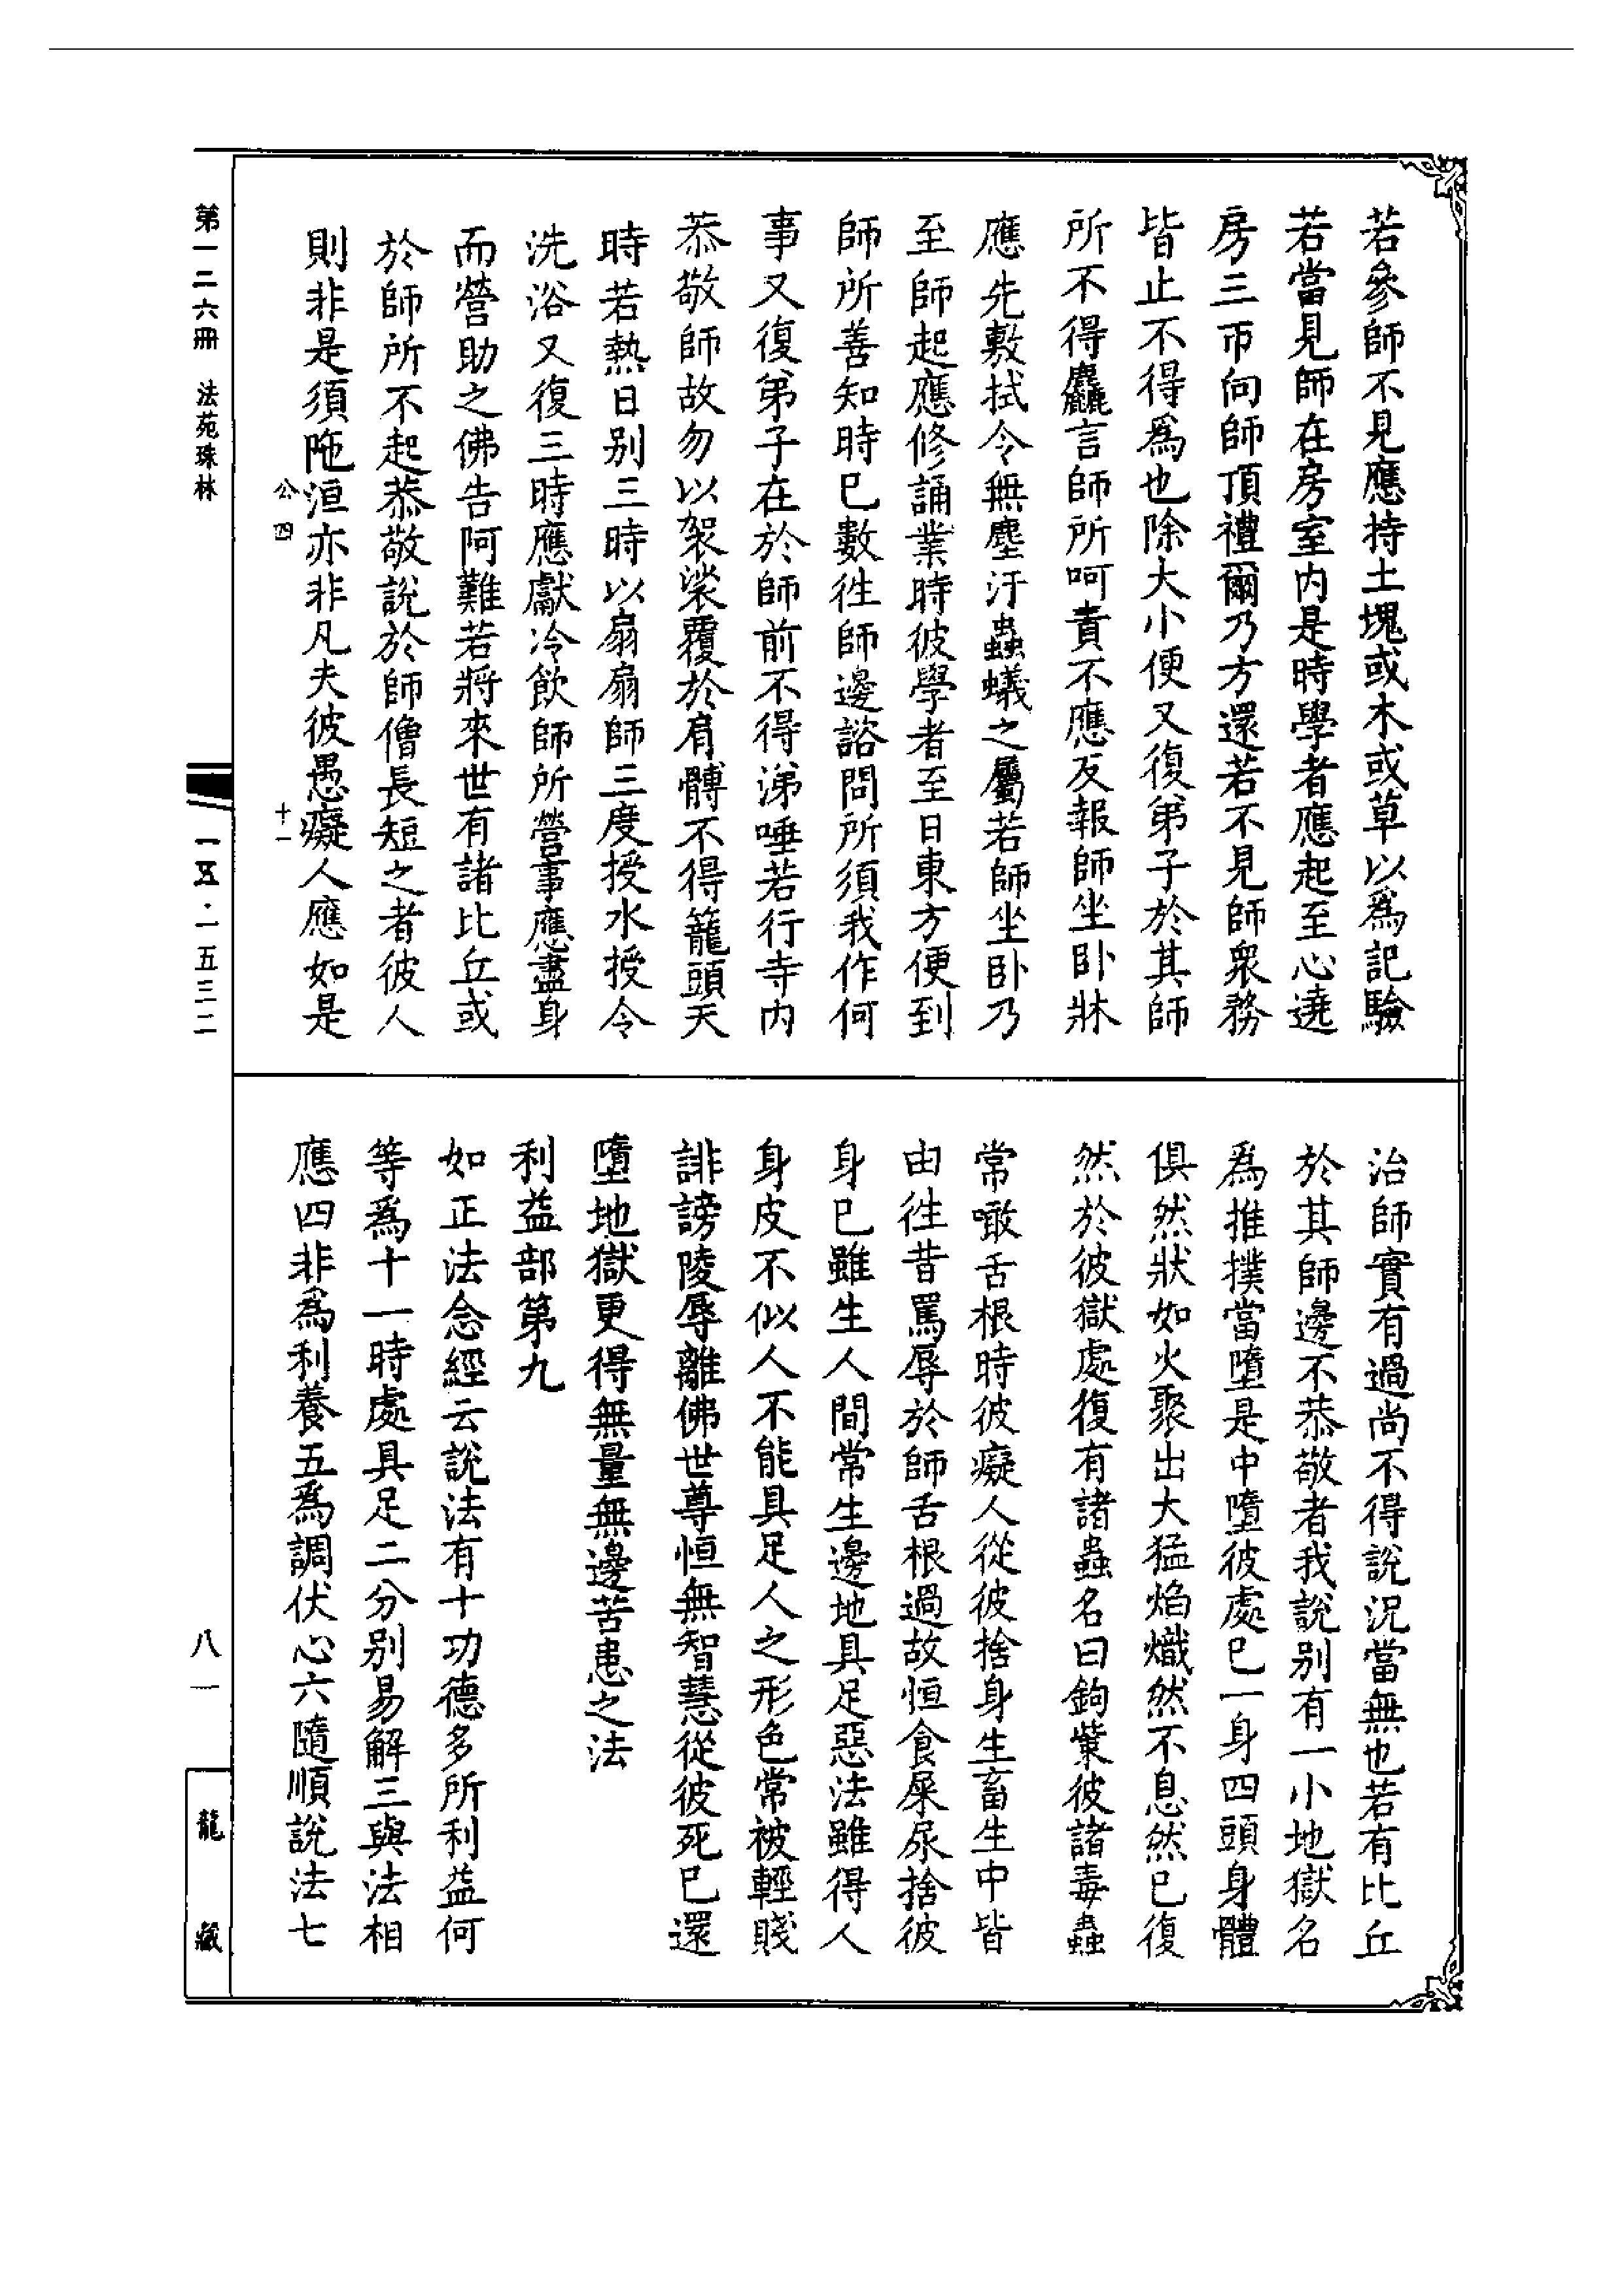 若參師不見應持土塊或木或草以爲記驗
若當見師在房室内是時學者應起至心遶
房三帀向師頂禮爾乃方還若不見師衆務
皆止不得爲也除大小便又復弟子於其師
所不得麤言師所呵責不應反報師坐卧牀
應先敷拭令無塵汙蟲蟻之屬若師坐卧乃
至師起應修誦業時彼學者至日東方便到
師所善知時已數徃師邊諮問所須我作何
事又復弟子在於師前不得涕唾若行寺内
恭敬師故勿以袈裟覆於肩髆不得籠頭天
時若熱日别三時以扇扇師三度授水授令
洗浴又復三時應獻冷飲師所營事應盡身
而營助之佛告阿難若將來世有諸比丘或
於師所不起恭敬說於師僧長短之者彼人
則非是須陁洹亦非凡夫彼愚癡人應如是
公四 十一
治師實有過尚不得說況當無也若有比丘
於其師邊不恭敬者我說别有一小地獄名
爲推撲當墮是中墮彼處已一身四頭身體
俱然狀如火聚出大猛焰熾然不息然已復
然於彼獄處復有諸蟲名曰鉤㭰彼諸毒蟲
常噉舌根時彼癡人從彼捨身生畜生中皆
由徃昔罵辱於師舌根過故恒食屎尿捨彼
身已雖生人間常生邊地具足惡法雖得人
身皮不似人不能具足人之形色常被輕賤
誹謗陵辱離佛世尊恒無智慧從彼死已還
墮地獄更得無量無邊苦患之法
利益部第九
如正法念經云說法有十功德多所利益何
等爲十一時處具足二分别易解三與法相
應四非爲利養五爲調伏心六隨順說法七
第一二六冊 法苑珠林
一五·一五三二
八一
龍藏